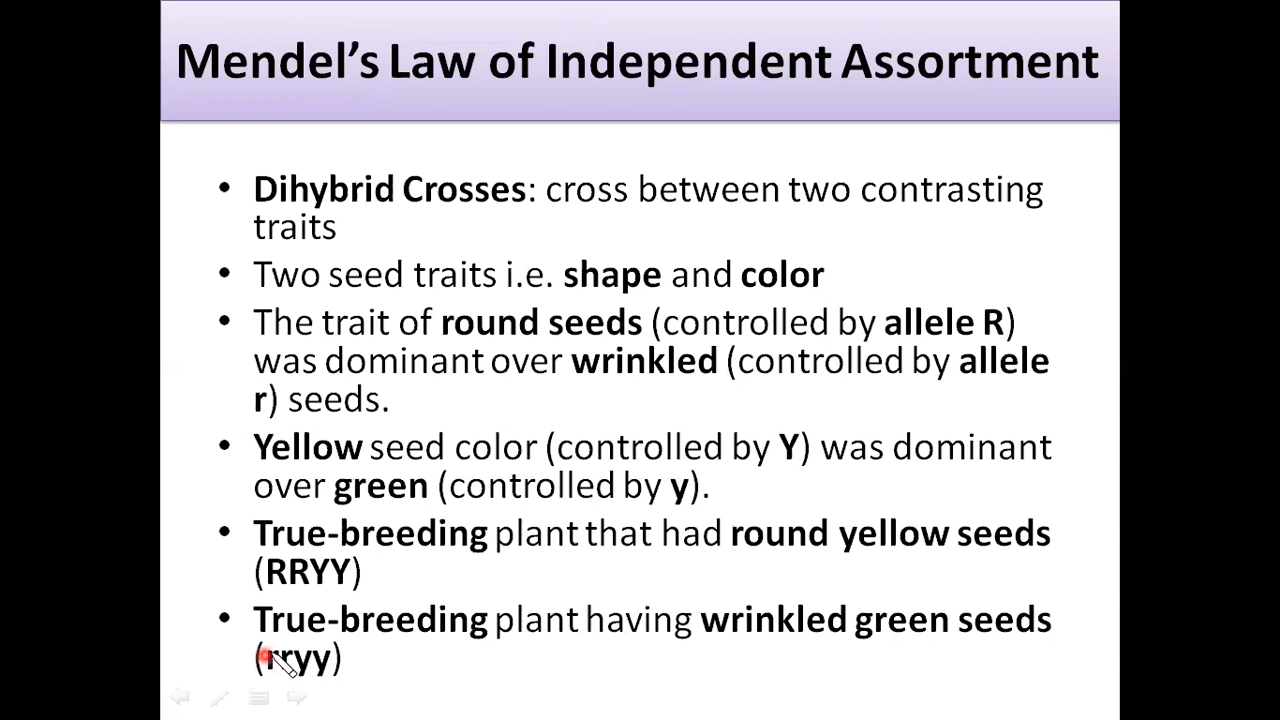 Mendel’s Law of Independent Assortment
• Dihybrid Crosses: cross between two contrasting
traits
• Two seed traits i.e. shape and color
• The trait of round seeds (controlled by allele R)
was dominant over wrinkled (controlled by allele
r) seeds.
• Yellow seed color (controlled by Y) was dominant
over green (controlled by y).
• True-breeding plant that had round yellow seeds
(RRYY)
• True-breeding plant having wrinkled green seeds
(rryy)